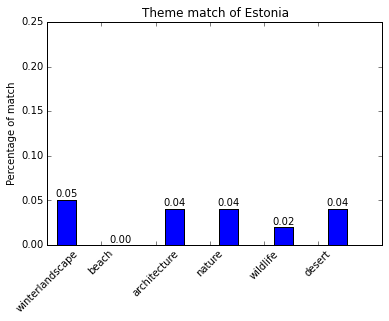 Theme match of Estonia
Percentage of match
0.25
0.20
0.15
0.10
0.05
0.00
0.05
0.00
0.04
0.04
0.02
0.04
winterlandscape
beach
architecture
nature
wildlife
desert